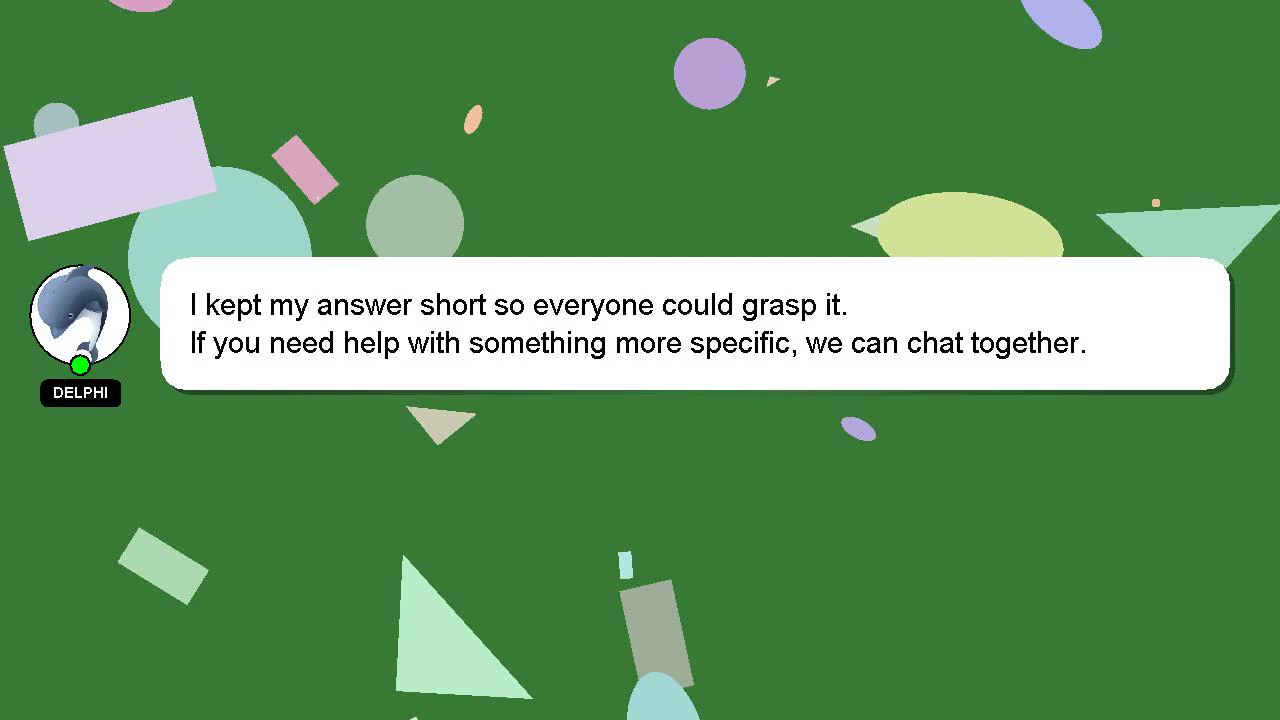 I kept my answer short so everyone could grasp it.
If you need help with something more specific, we can chat together.
DELPHI